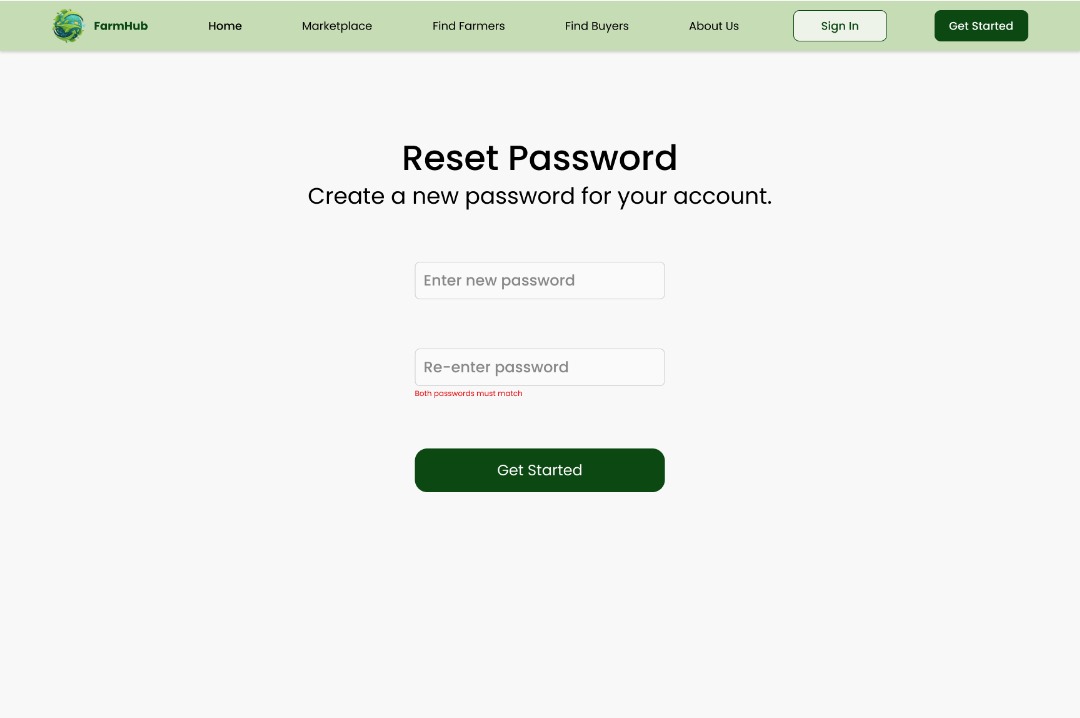 FarmHub Home Marketplace Find Farmers Find Buyers About Us Sign In Get Started
Reset Password
Create a new password for your account.
Enter new password
Re-enter password
Both passwords must match
Get Started